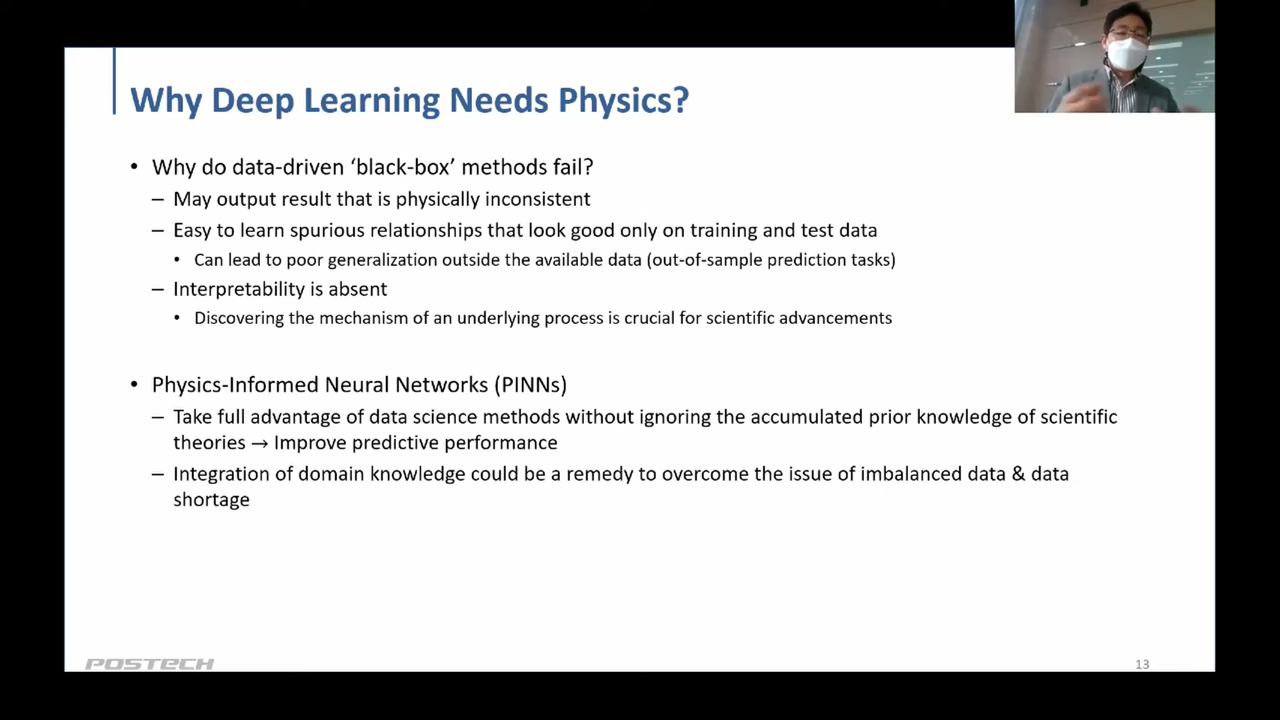 Why Deep Learning Needs Physics?
• Why do data-driven ‘black-box’ methods fail?
– May output result that is physically inconsistent
– Easy to learn spurious relationships that look good only on training and test data
• Can lead to poor generalization outside the available data (out-of-sample prediction tasks)
– Interpretability is absent
• Discovering the mechanism of an underlying process is crucial for scientific advancements
• Physics-Informed Neural Networks (PINNs)
– Take full advantage of data science methods without ignoring the accumulated prior knowledge of scientific
theories → Improve predictive performance
– Integration of domain knowledge could be a remedy to overcome the issue of imbalanced data & data
shortage
POSTECH
13